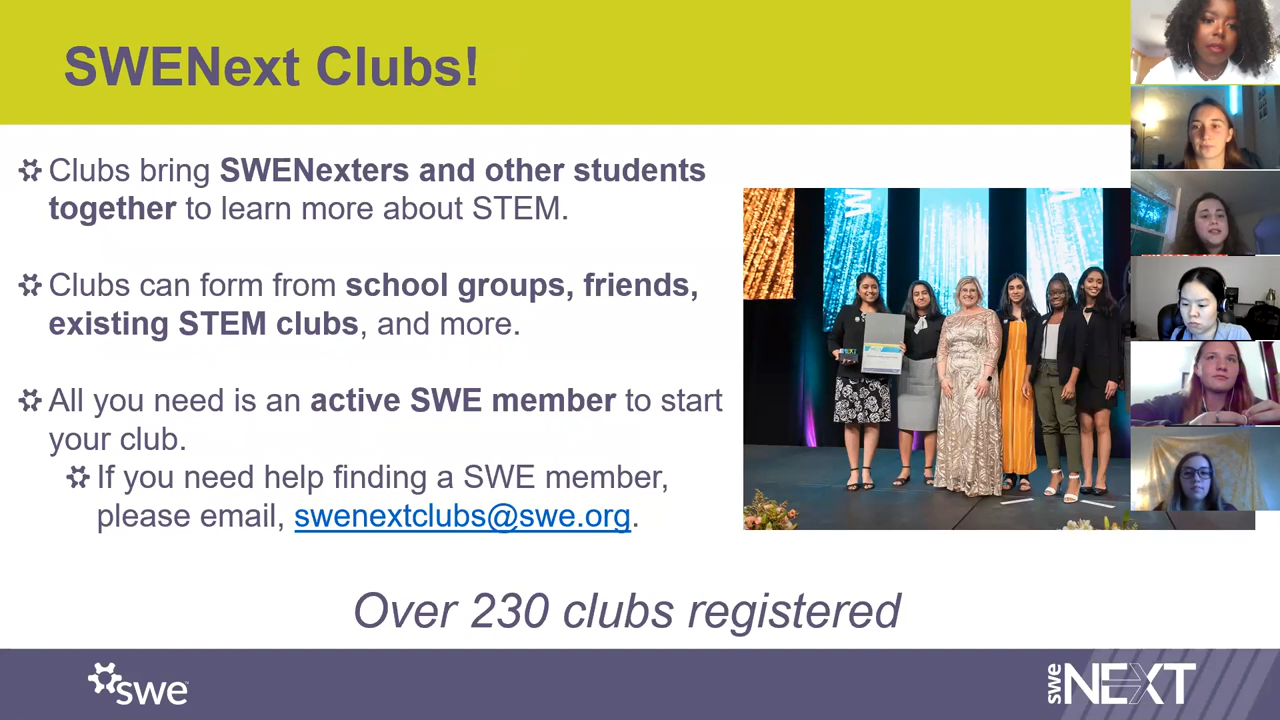 SWENext Clubs!
Clubs bring SWENexters and other students
together to learn more about STEM.
Clubs can form from school groups, friends,
existing STEM clubs, and more.
All you need is an active SWE member to start
your club.
If you need help finding a SWE member,
please email, swenextclubs@swe.org.
Over 230 clubs registered
swe
swe NEXT